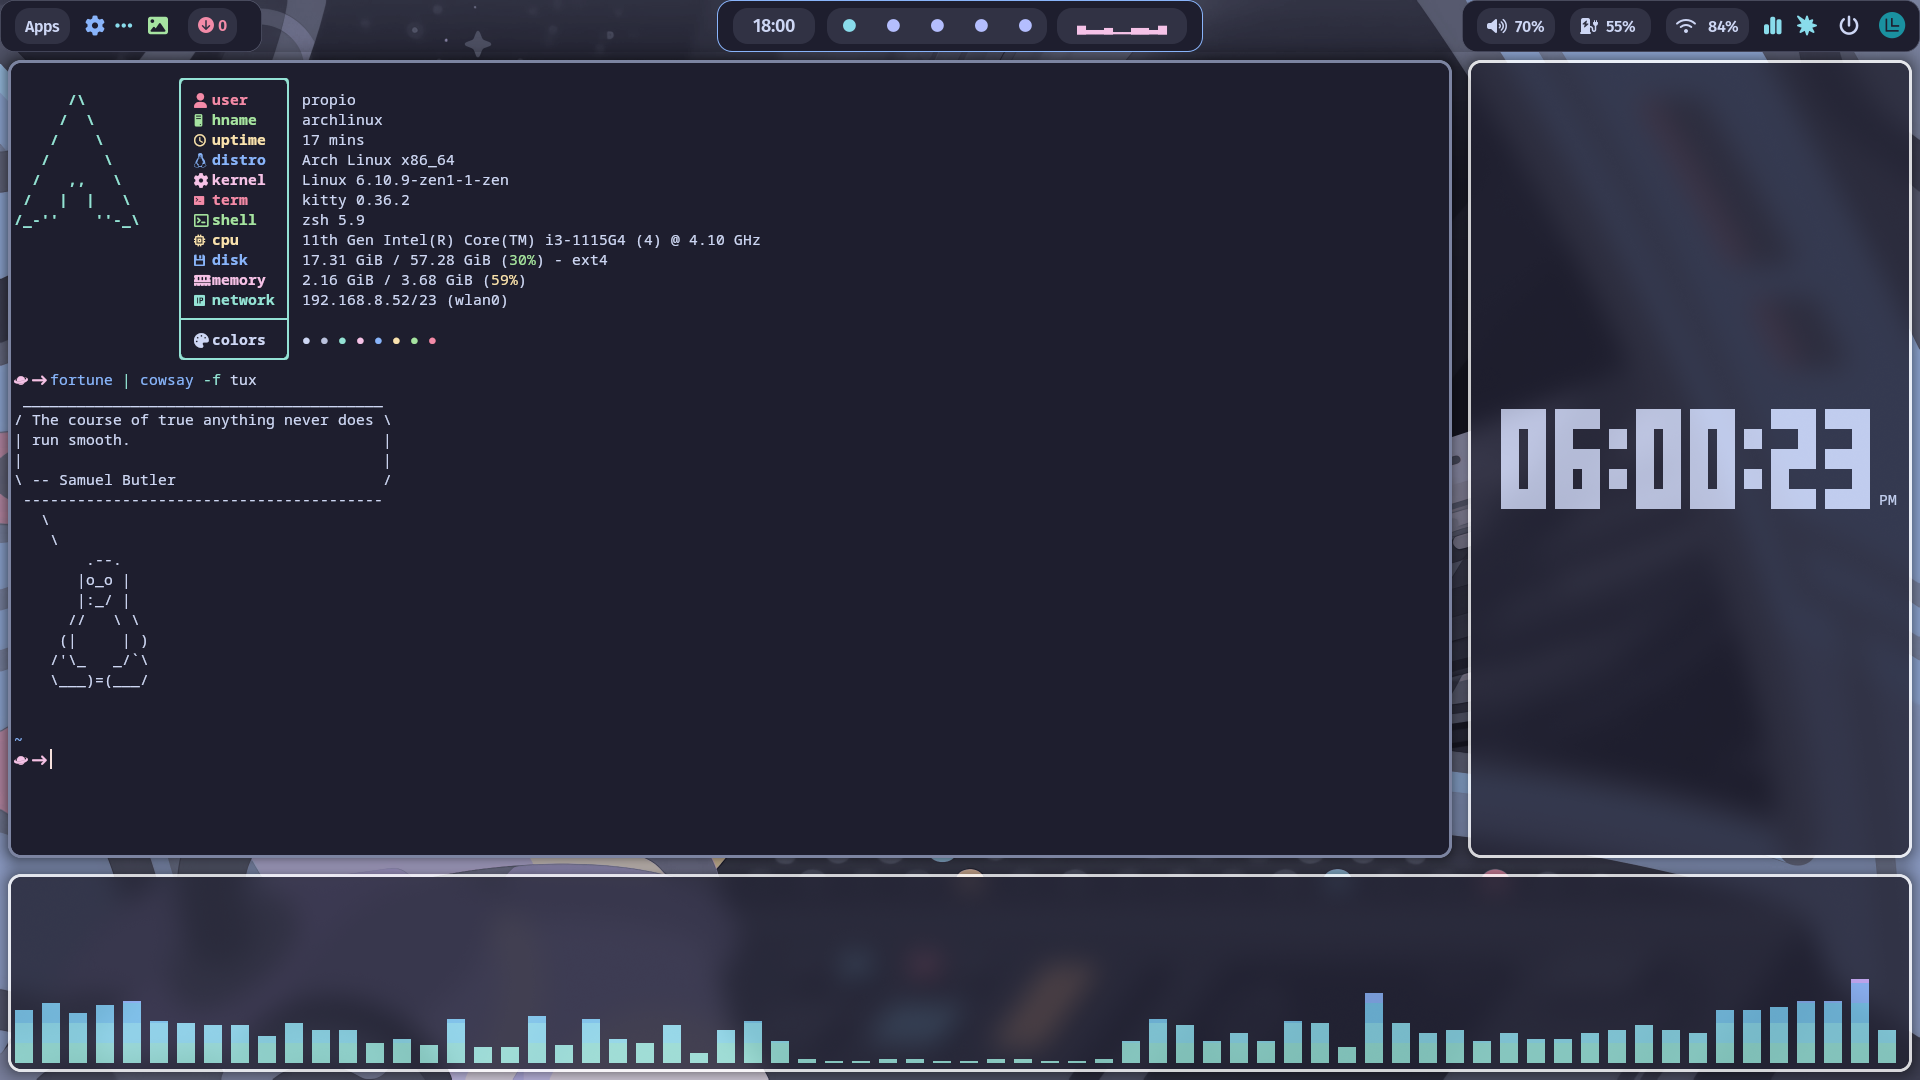 Apps
0
18:00
70%
55%
84%
user propio
hname archlinux
uptime 17 mins
distro Arch Linux x86_64
kernel Linux 6.10.9-zen1-1-zen
term kitty 0.36.2
shell zsh 5.9
cpu 11th Gen Intel(R) Core(TM) i3-1115G4 (4) @ 4.10 GHz
disk 17.31 GiB / 57.28 GiB (30%) - ext4
memory 2.16 GiB / 3.68 GiB (59%)
network 192.168.8.52/23 (wlan0)
colors
fortune | cowsay -f tux
/ The course of true anything never does \
| run smooth. |
| |
\ -- Samuel Butler /
~
06:00:23 PM